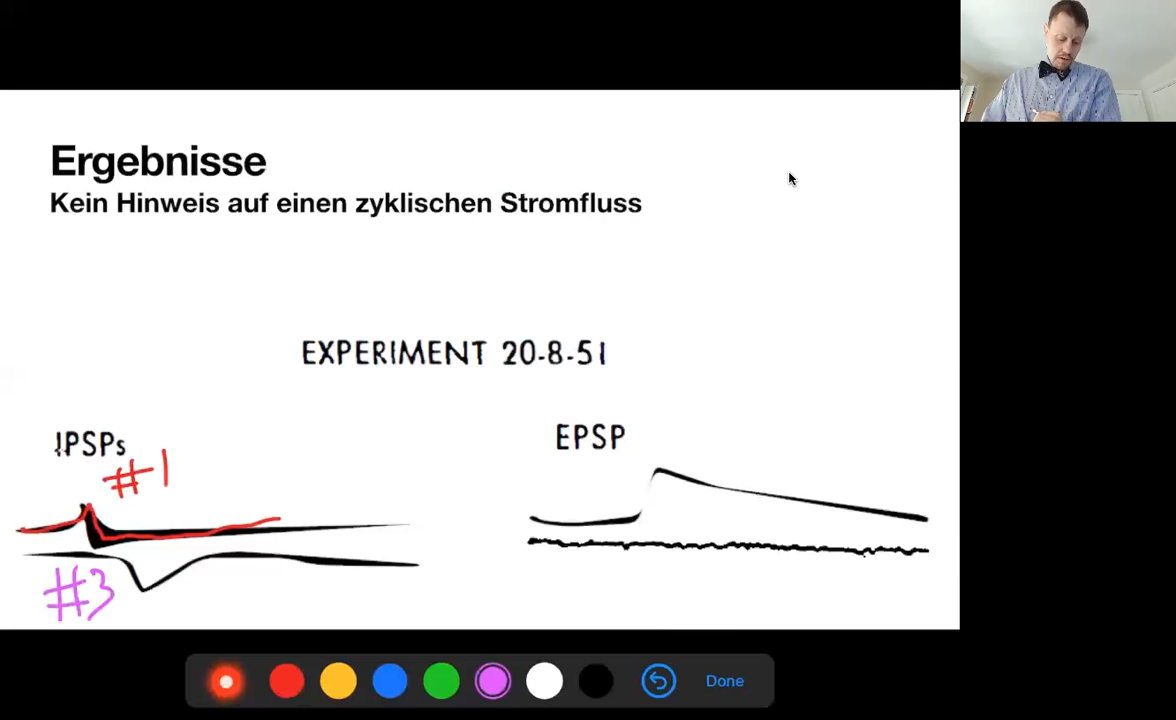 Ergebnisse
Kein Hinweis auf einen zyklischen Stromfluss
EXPERIMENT 20-8-51
IPSPs
EPSP
#1
#3
Done